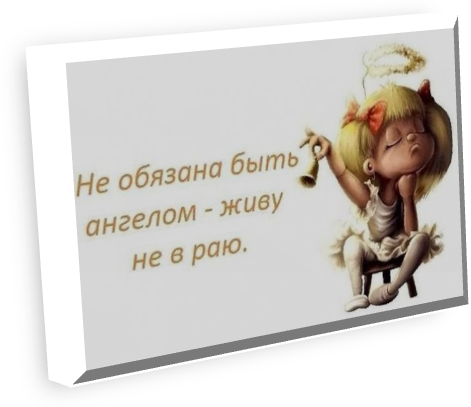 Не обязана быть
ангелом - живу
не в раю.